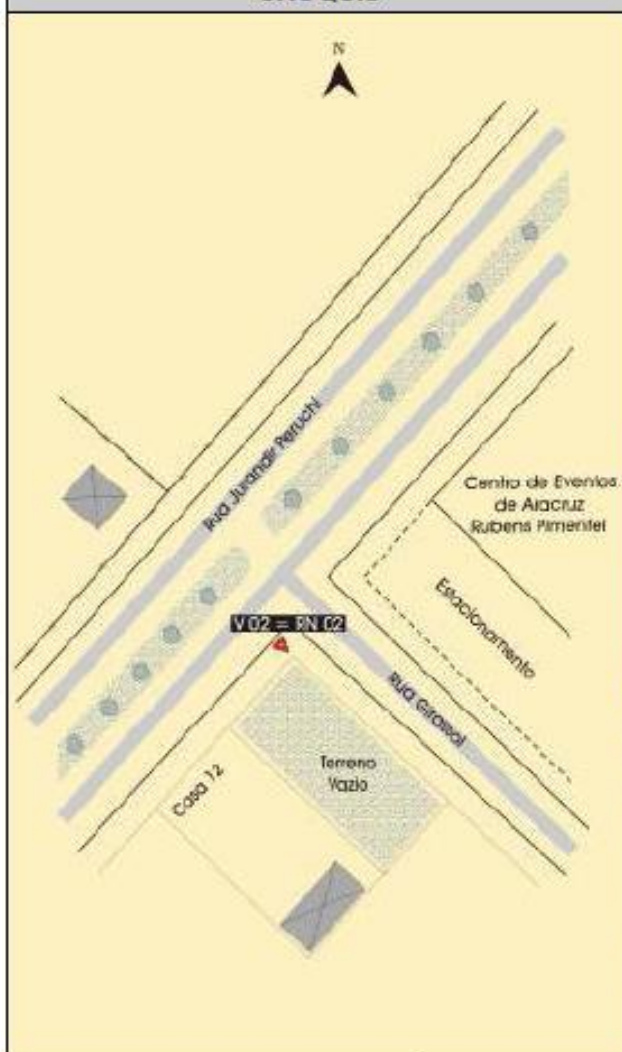 N
Rua Jurandir Peruchi
Centro de Eventos
de Aracruz
Rubens Pimentel
Estacionamento
V 02 = RN 02
Rua Girassol
Terreno
Vazio
Casa 12